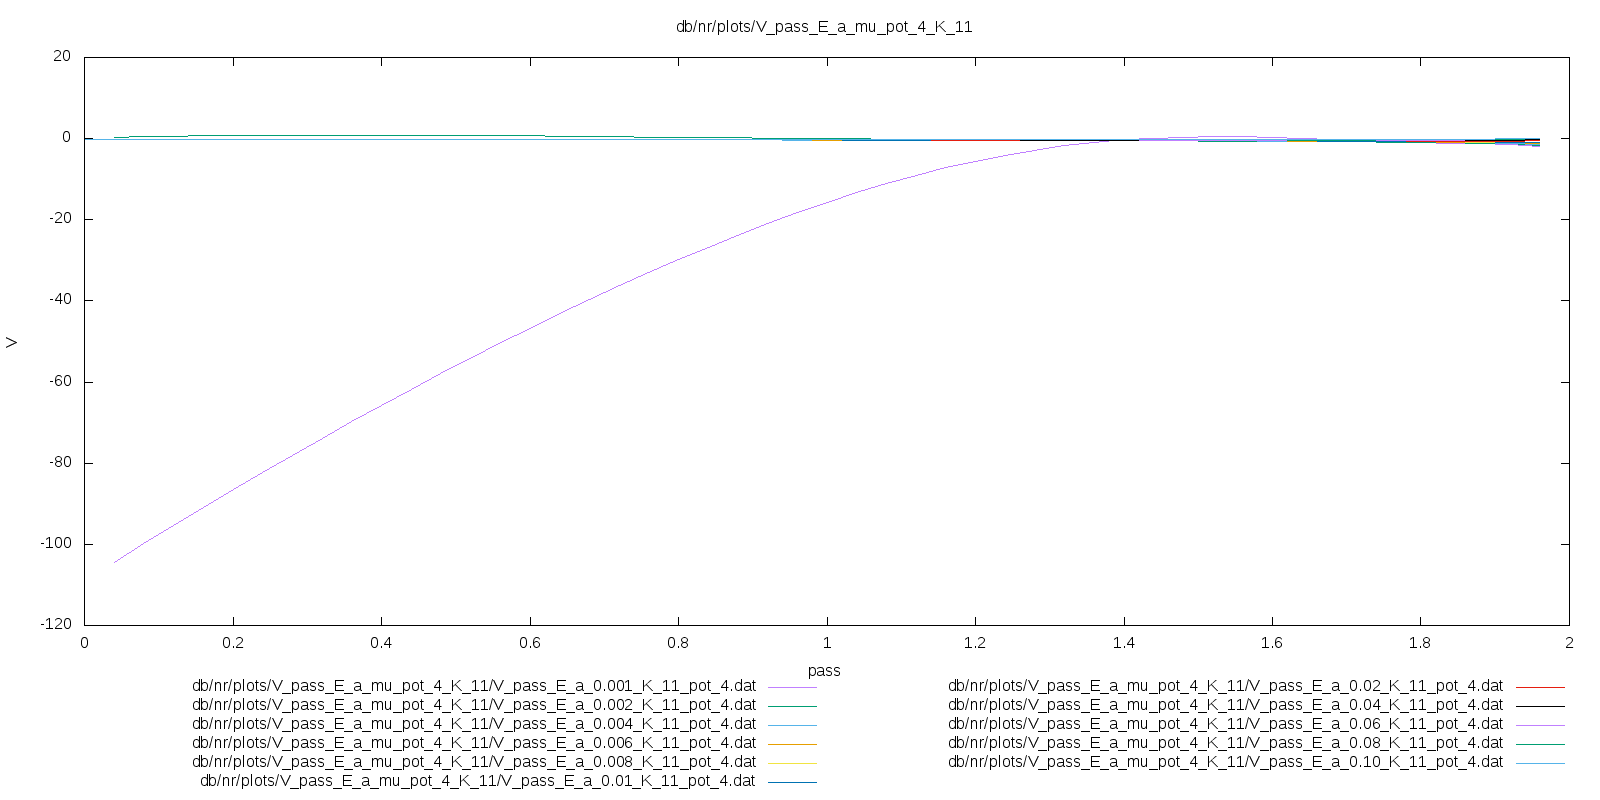 db/nr/plots/V_pass_E_a_mu_pot_4_K_11
20
0
-20
-40
-60
-80
-100
-120
V
0 0.2 0.4 0.6 0.8 1 1.2 1.4 1.6 1.8 2
pass
db/nr/plots/V_pass_E_a_mu_pot_4_K_11/V_pass_E_a_0.001_K_11_pot_4.dat
db/nr/plots/V_pass_E_a_mu_pot_4_K_11/V_pass_E_a_0.002_K_11_pot_4.dat
db/nr/plots/V_pass_E_a_mu_pot_4_K_11/V_pass_E_a_0.004_K_11_pot_4.dat
db/nr/plots/V_pass_E_a_mu_pot_4_K_11/V_pass_E_a_0.006_K_11_pot_4.dat
db/nr/plots/V_pass_E_a_mu_pot_4_K_11/V_pass_E_a_0.008_K_11_pot_4.dat
db/nr/plots/V_pass_E_a_mu_pot_4_K_11/V_pass_E_a_0.01_K_11_pot_4.dat
db/nr/plots/V_pass_E_a_mu_pot_4_K_11/V_pass_E_a_0.02_K_11_pot_4.dat
db/nr/plots/V_pass_E_a_mu_pot_4_K_11/V_pass_E_a_0.04_K_11_pot_4.dat
db/nr/plots/V_pass_E_a_mu_pot_4_K_11/V_pass_E_a_0.06_K_11_pot_4.dat
db/nr/plots/V_pass_E_a_mu_pot_4_K_11/V_pass_E_a_0.08_K_11_pot_4.dat
db/nr/plots/V_pass_E_a_mu_pot_4_K_11/V_pass_E_a_0.10_K_11_pot_4.dat